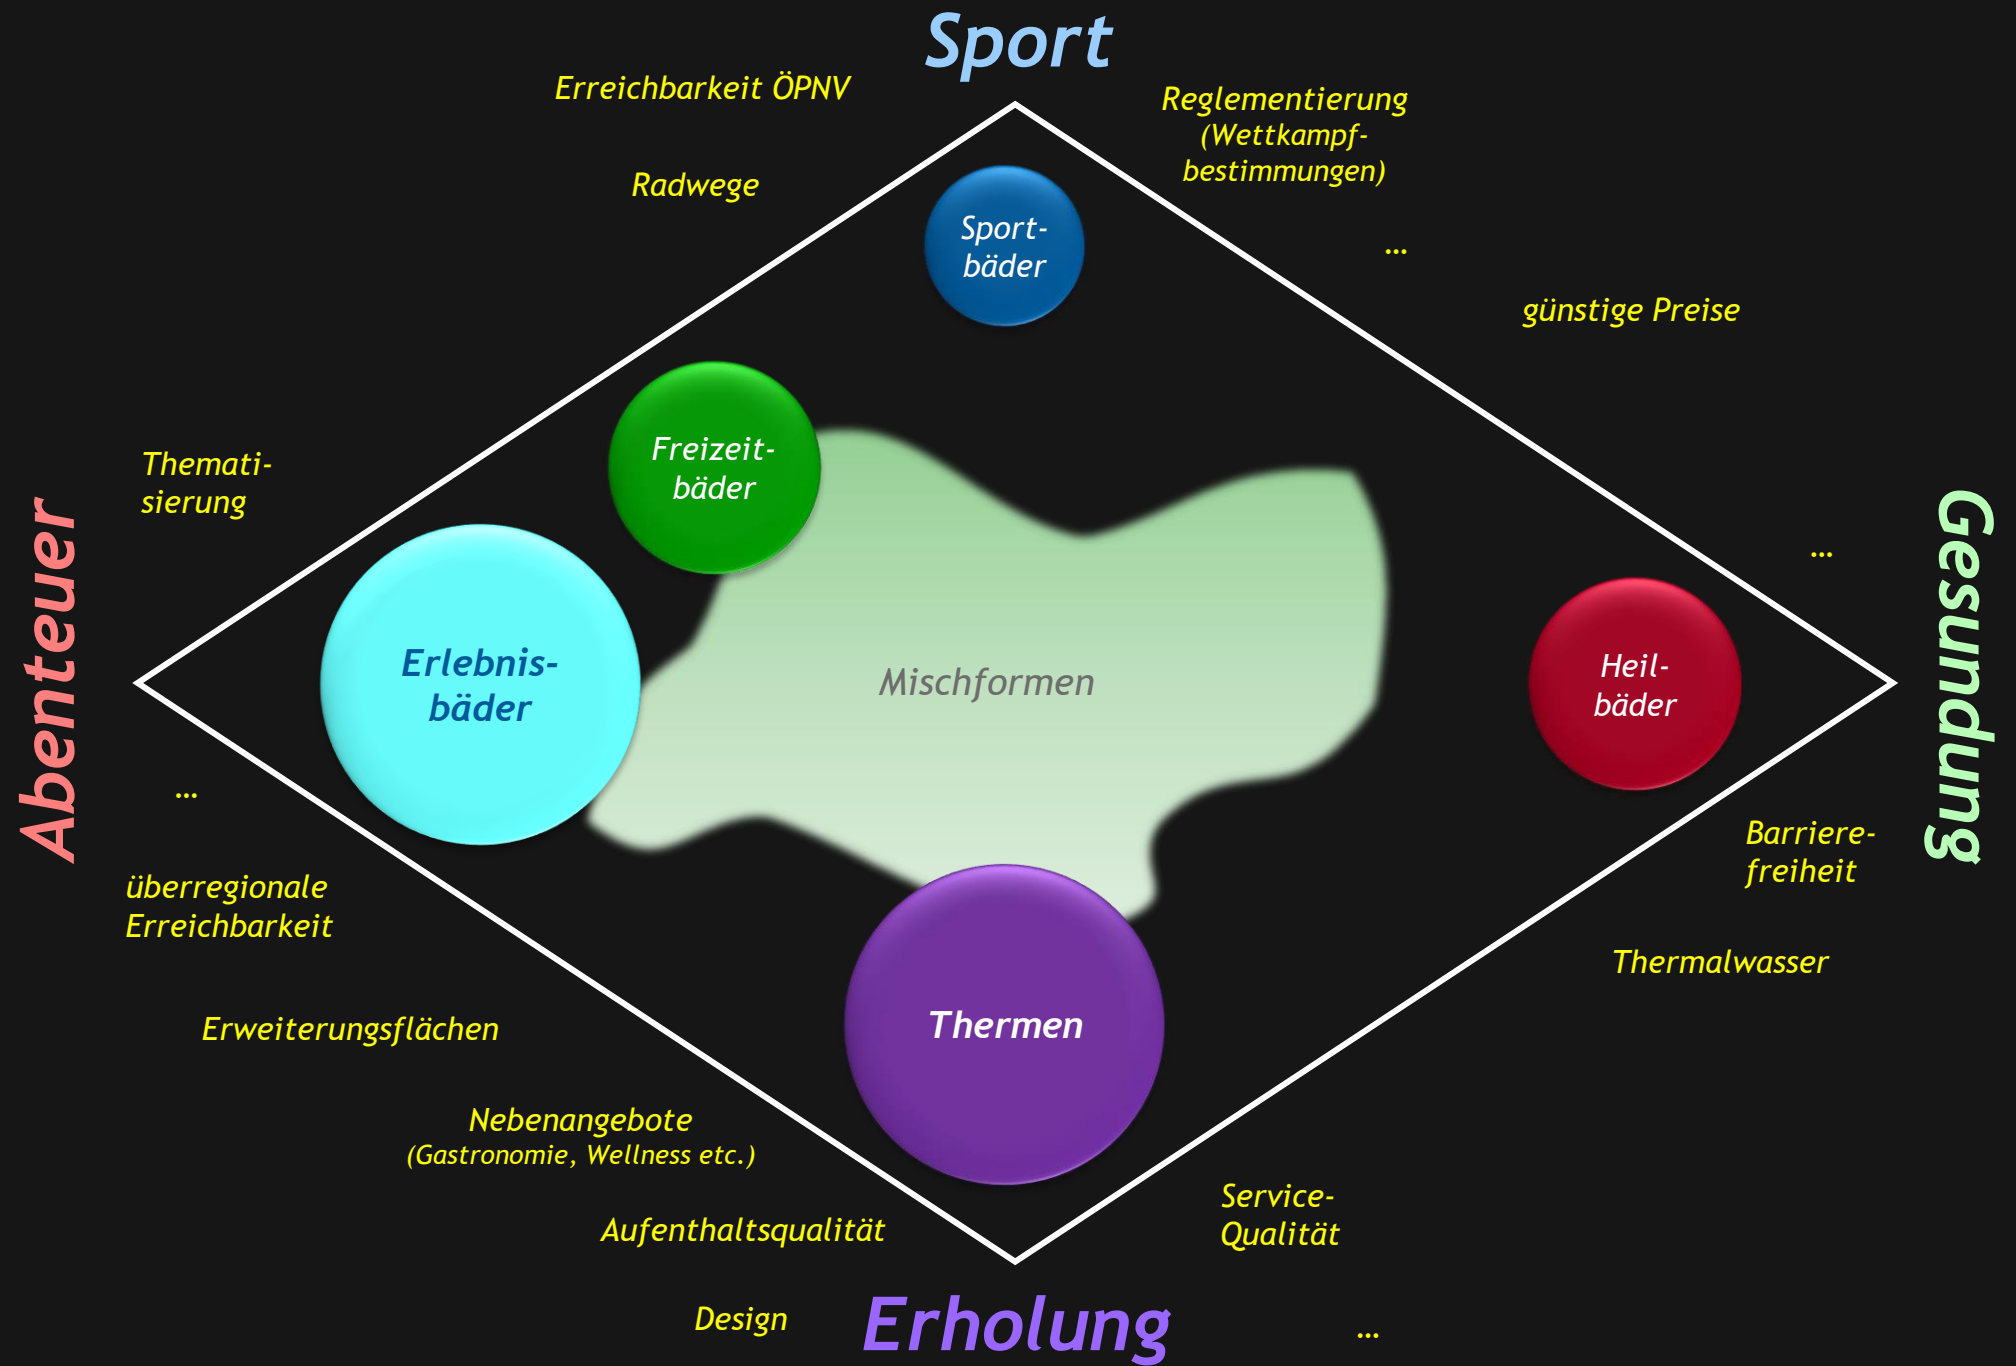 Sport
Erreichbarkeit ÖPNV
Reglementierung
(Wettkampf-
bestimmungen)
Radwege
Sport-
bäder
…
günstige Preise
Freizeit-
bäder
Themati-
sierung
Abenteuer
Gesundung
…
Erlebnis-
bäder
Mischformen
Heil-
bäder
…
Barriere-
freiheit
überregionale
Erreichbarkeit
Thermalwasser
Erweiterungsflächen
Thermen
Nebenangebote
(Gastronomie, Wellness etc.)
Service-
Qualität
Aufenthaltsqualität
Design
Erholung
…